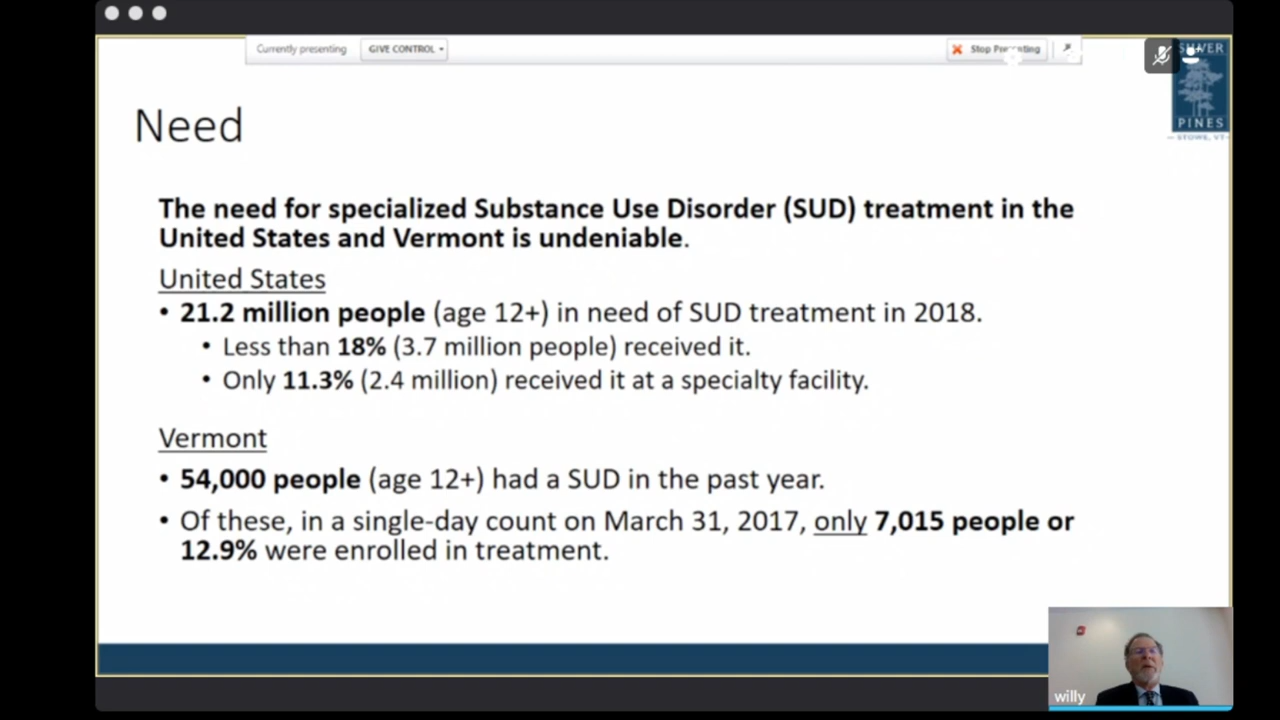 Currently presenting GIVE CONTROL Stop Presenting
SILVER
PINES
— STOWE, VT—
Need
The need for specialized Substance Use Disorder (SUD) treatment in the
United States and Vermont is undeniable.
United States
• 21.2 million people (age 12+) in need of SUD treatment in 2018.
• Less than 18% (3.7 million people) received it.
• Only 11.3% (2.4 million) received it at a specialty facility.
Vermont
• 54,000 people (age 12+) had a SUD in the past year.
• Of these, in a single-day count on March 31, 2017, only 7,015 people or
12.9% were enrolled in treatment.
willy